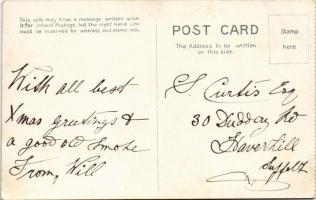 This side may have a message written upon
it for Inland Postage, but the right hand side
must be reserved for address and stamp only.
POST CARD
The Address to be written
on this side.
Stamp
here
With all best
Xmas greetings &
a good old smoke
From, Will
S. Curtis Esq
30 Duddery Rd
Haverhill
Suffolk